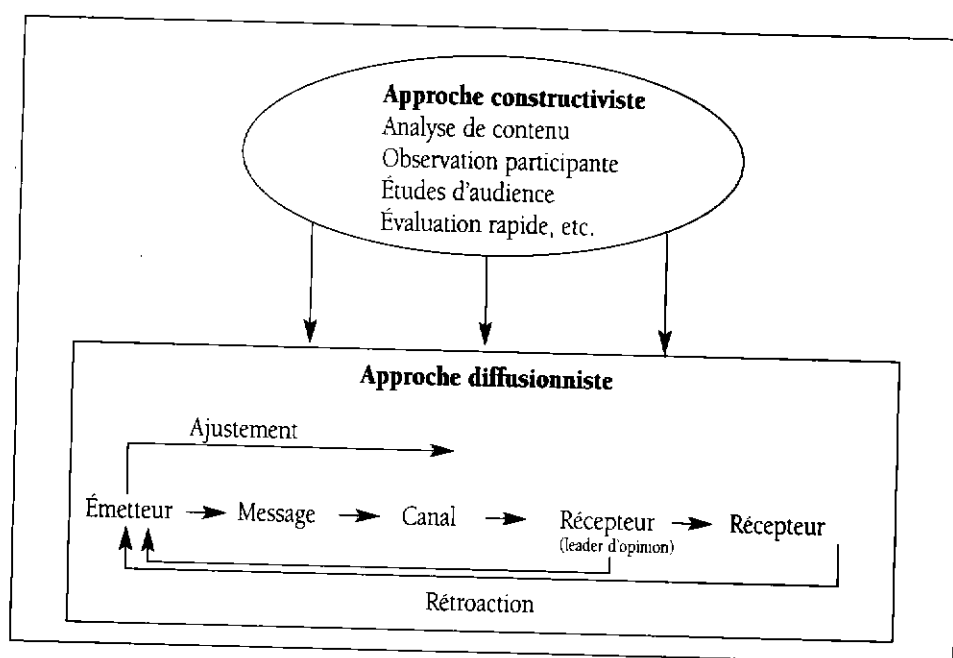 Approche constructiviste
Analyse de contenu
Observation participante
Études d'audience
Évaluation rapide, etc.
Approche diffusionniste
Ajustement
Émetteur Message Canal Récepteur Récepteur
(leader d'opinion)
Rétroaction